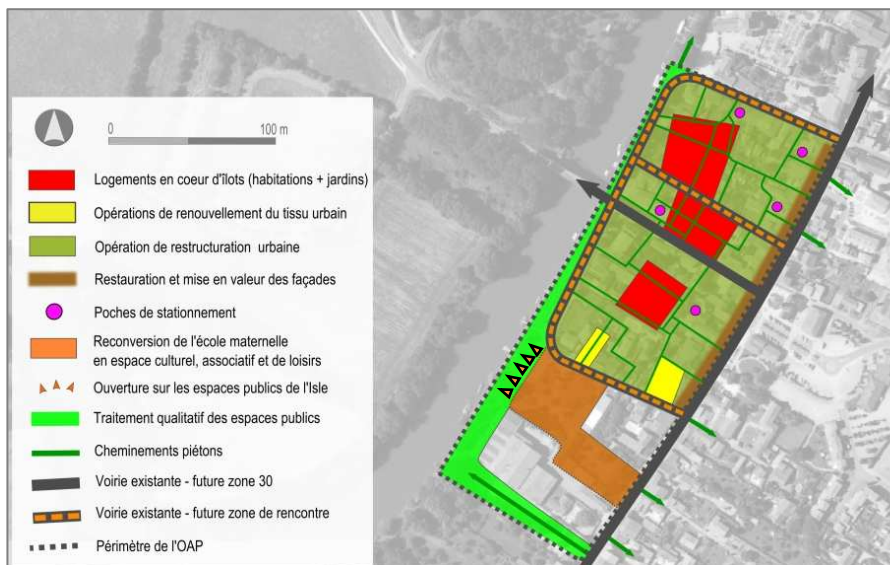 0
100 m
Logements en coeur d'îlots (habitations + jardins)
Opérations de renouvellement du tissu urbain
Opération de restructuration urbaine
Restauration et mise en valeur des façades
Poches de stationnement
Reconversion de l'école maternelle
en espace culturel, associatif et de loisirs
Ouverture sur les espaces publics de l'Isle
Traitement qualitatif des espaces publics
Cheminements piétons
Voirie existante - future zone 30
Voirie existante - future zone de rencontre
Périmètre de l'OAP